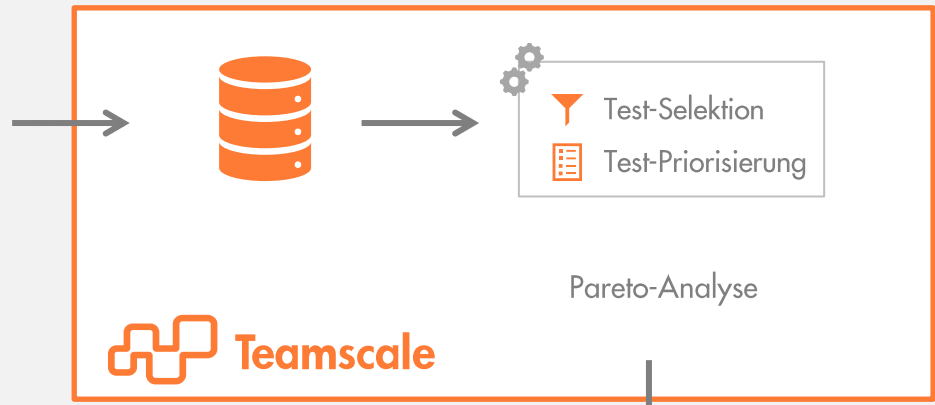 Test-Selektion
Test-Priorisierung
Pareto-Analyse
Teamscale